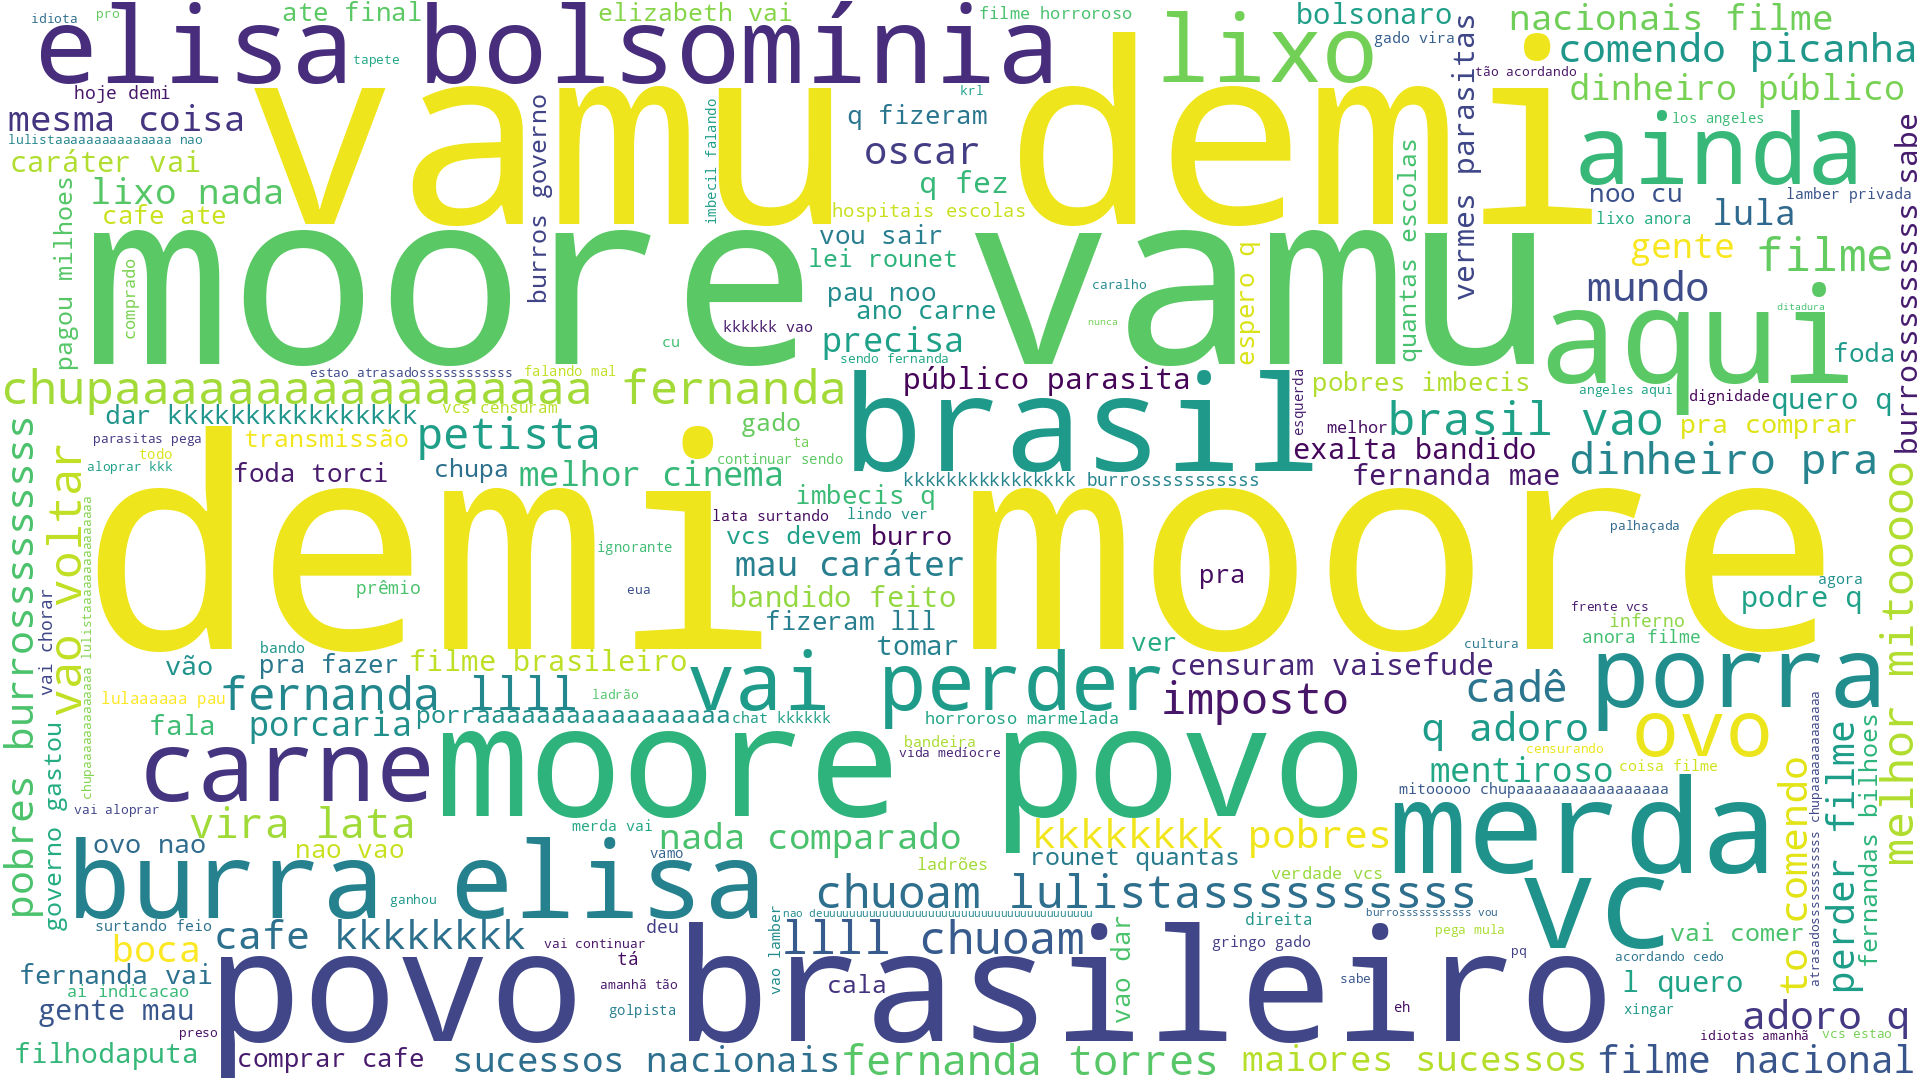 idiota
pro
ate final
elizabeth vai
filme horroroso
bolsonaro
nacionais filme
elisa bolsomínia
lixo
gado vira
comendo picanha
tapete
tão acordando
hoje demi
vamu demi
krl
vermes parasitas
dinheiro público
mesma coisa
burros governo
imbecil falando
q fizeram
los angeles
ainda
lulistaaaaaaaaaaaaaaa nao
oscar
quantas escolas
burrosssssssssssss sabe
caráter vai
lixo nada
q fez
noo cu
lamber privada
cafe ate
hospitais escolas
lixo anora
lula
pagou milhoes
moore vamu
vou sair
gente
filme
comprado
lei rounet
espero q
mundo
pau noo
caralho
aqui
ano carne
ditadura
kkkkkk vao
nunca
cu
precisa
foda
sendo fernanda
estao atrasadosssssssssssss
falando mal
chupaaaaaaaaaaaaaaaaa fernanda
público parasita
esquerda
pobres imbecis
angeles aqui
brasil
dignidade
quero q
dar kkkkkkkkkkkkkkkk
vcs censuram
gado
melhor
brasil vao
pra comprar
parasitas pega
transmissão
petista
ta
exalta bandido
todo
continuar sendo
aloprar kkk
foda torci
chupa
melhor cinema
fernanda mae
dinheiro pra
kkkkkkkkkkkkkkkk burrosssssssssss
pobres burrosssssssssssss
vao voltar
demi moore
imbecis q
lata surtando
lindo ver
palhaçada
melhor mitooooo
vcs devem
burro
ignorante
mau caráter
pra
prêmio
eua
agora
bandido feito
podre q
vai chorar
fizeram lll
frente vcs
inferno
tomar
ver
cultura
anora filme
bando
vão
pra fazer
filme brasileiro
vai perder
censuram vaisefude
porra
lulaaaaaa pau
fernanda llll
ladrão
imposto
cadê
fala
porcaria
porraaaaaaaaaaaaaaaaa
chat kkkkkk
horroroso marmelada
q adoro
ovo
governo gastou
carne
moore povo
bandeira
vida medíocre
censurando
mentiroso
coisa filme
perder filme
fernandas bilhoes
to comendo
mitooooo chupaaaaaaaaaaaaaaaaa
vai aloprar
vira lata
merda vai
nada comparado
kkkkkkkk pobres
merda
ovo nao
nao vao
vamo
rounet quantas
burra elisa
ladrões
verdade vcs
chuoam lulistassssssssss
vc
ganhou
surtando feio
nao deuuuuuuuuuuuuuuuuuuuuuuuuuuuuuuuuuuuuuuuuu
burrosssssssssss vou
boca
cafe kkkkkkkk
deu
vao lamber
llll chuoam
vao dar
direita
pega mula
vai comer
vai continuar
gringo gado
pq
acordando cedo
fernanda vai
povo brasileiro
tá
amanhã tão
cala
sabe
l quero
ai indicacao
gente mau
golpista
eh
xingar
adoro q
preso
idiotas amanhã
vcs estao
filhodaputa
comprar cafe
sucessos nacionais
fernanda torres
maiores sucessos
filme nacional